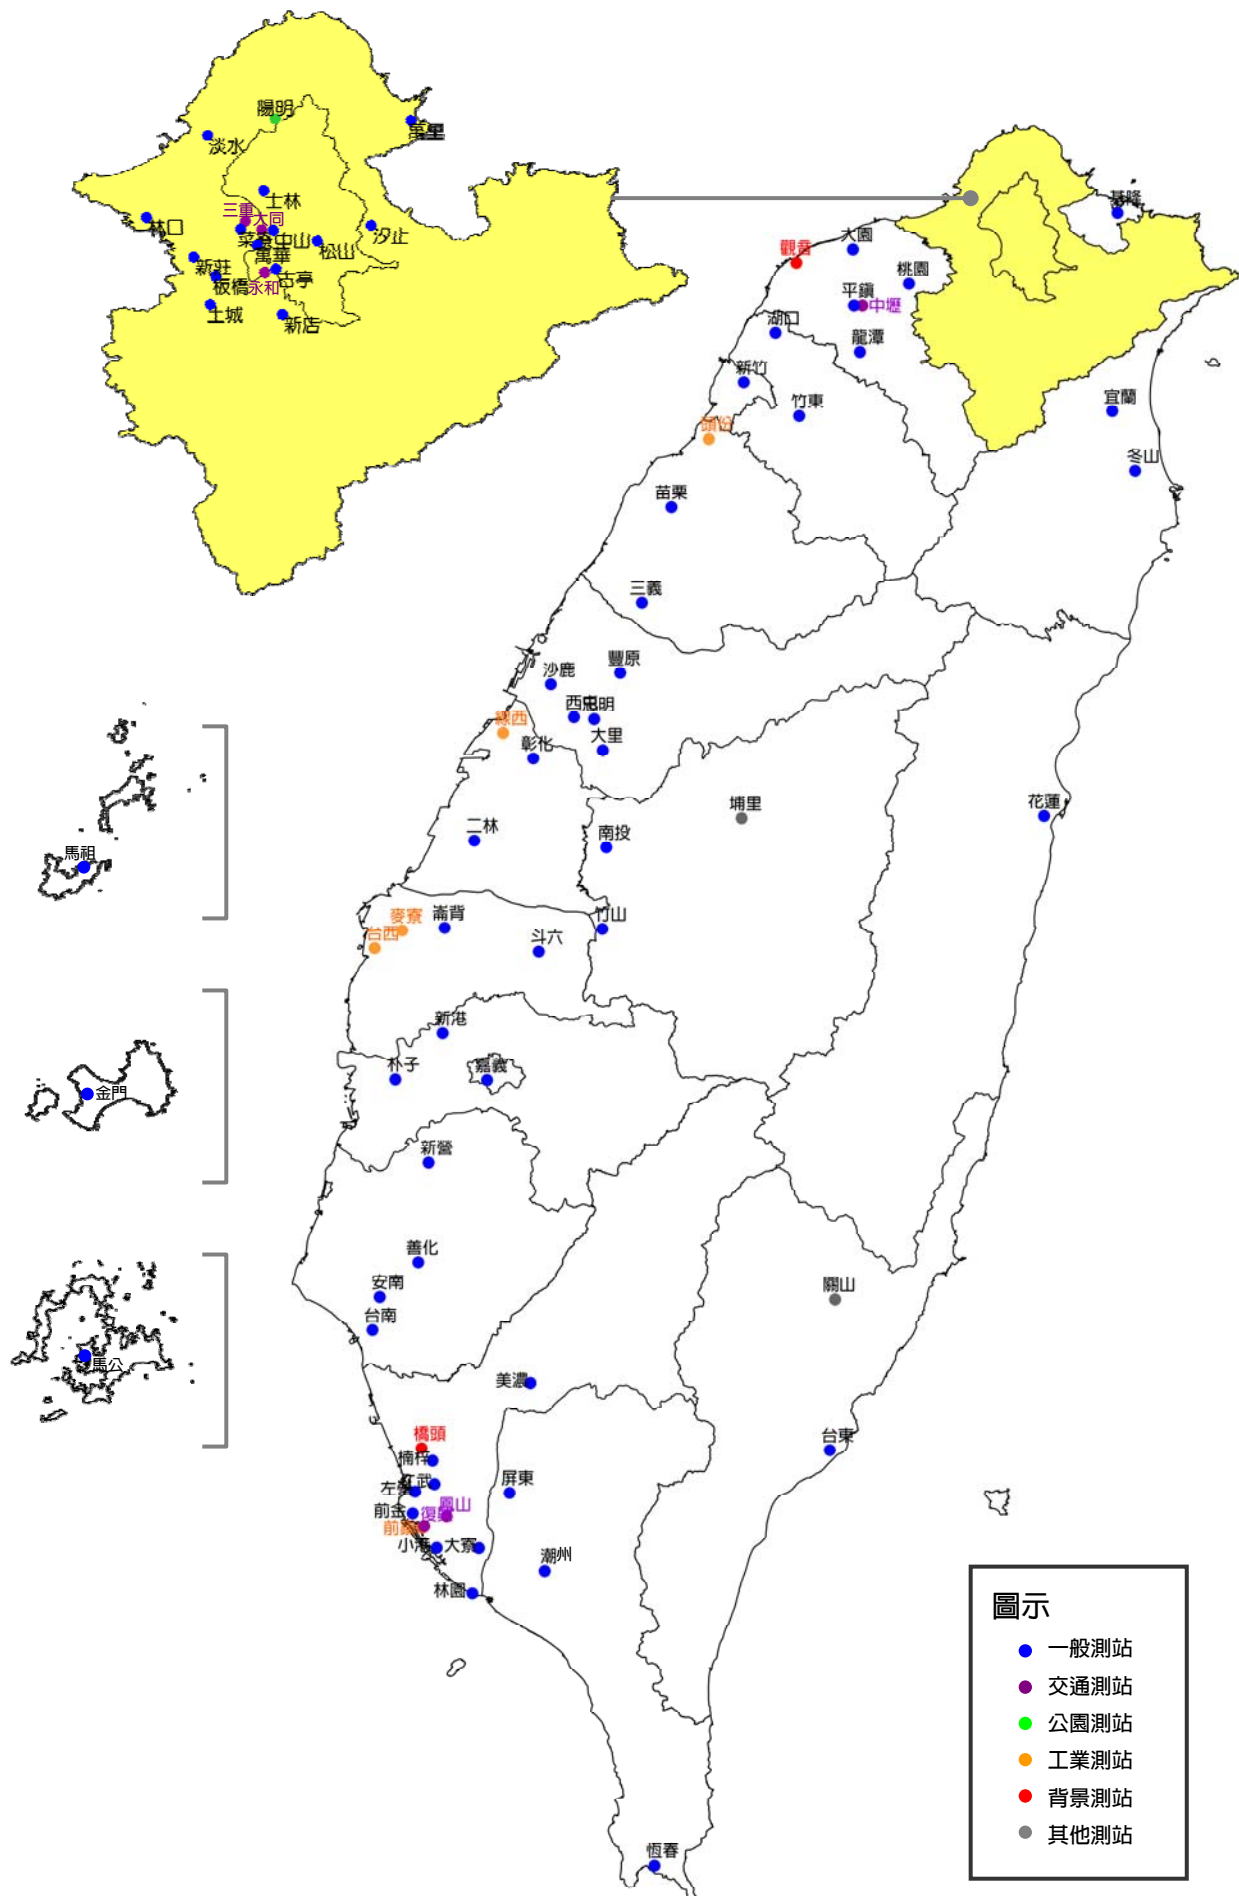 陽明
萬里
淡水
士林
三重
大同
林口
菜寮
中山
松山
汐止
萬華
新莊
古亭
板橋
永和
土城
新店
基隆
大園
觀音
桃園
平鎮
中壢
湖口
龍潭
新竹
竹東
宜蘭
頭份
冬山
苗栗
三義
豐原
沙鹿
西屯
忠明
線西
大里
彰化
埔里
花蓮
二林
南投
馬祖
麥寮
崙背
竹山
台西
斗六
新港
朴子
嘉義
金門
新營
善化
關山
安南
台南
馬公
美濃
橋頭
台東
楠梓
仁武
屏東
左營
鳳山
前金
復興
前鎮
小港
大寮
潮州
林園
恆春
圖示
一般測站
交通測站
公園測站
工業測站
背景測站
其他測站